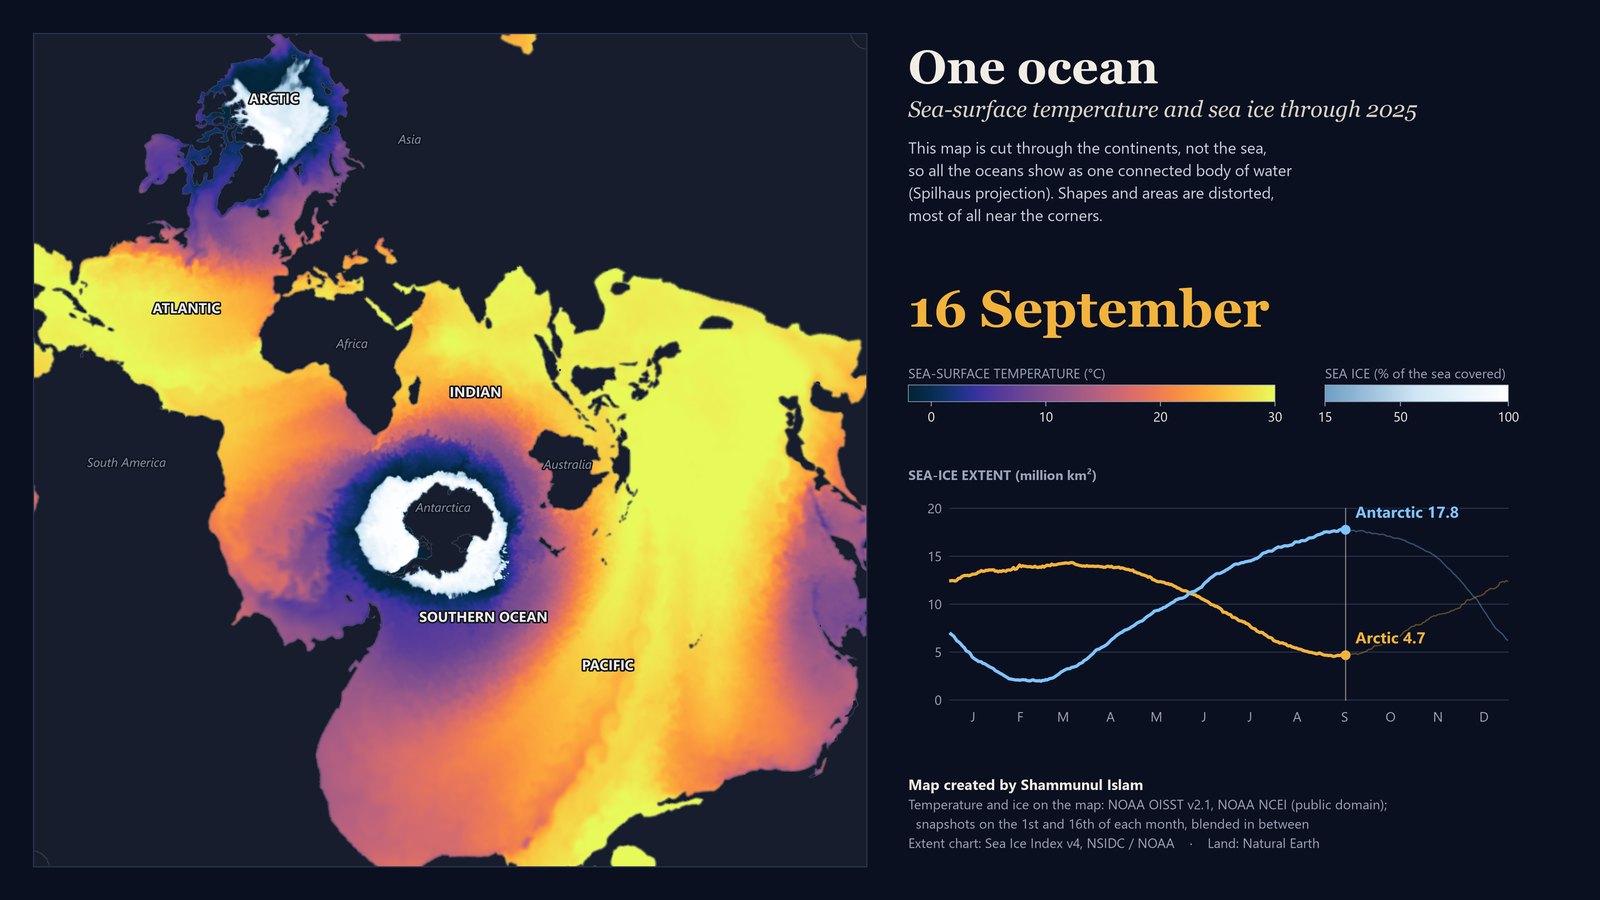 One ocean
Sea-surface temperature and sea ice through 2025
This map is cut through the continents, not the sea,
so all the oceans show as one connected body of water
(Spilhaus projection). Shapes and areas are distorted,
most of all near the corners.
16 September
SEA-SURFACE TEMPERATURE (°C)
0 10 20 30
SEA ICE (% of the sea covered)
15 50 100
SEA-ICE EXTENT (million km²)
20
15
10
5
0
Antarctic 17.8
Arctic 4.7
J F M A M J J A S O N D
Map created by Shammunul Islam
Temperature and ice on the map: NOAA OISST v2.1, NOAA NCEI (public domain);
snapshots on the 1st and 16th of each month, blended in between
Extent chart: Sea Ice Index v4, NSIDC / NOAA · Land: Natural Earth
ARCTIC
Asia
ATLANTIC
Africa
INDIAN
South America
Australia
Antarctica
SOUTHERN OCEAN
PACIFIC